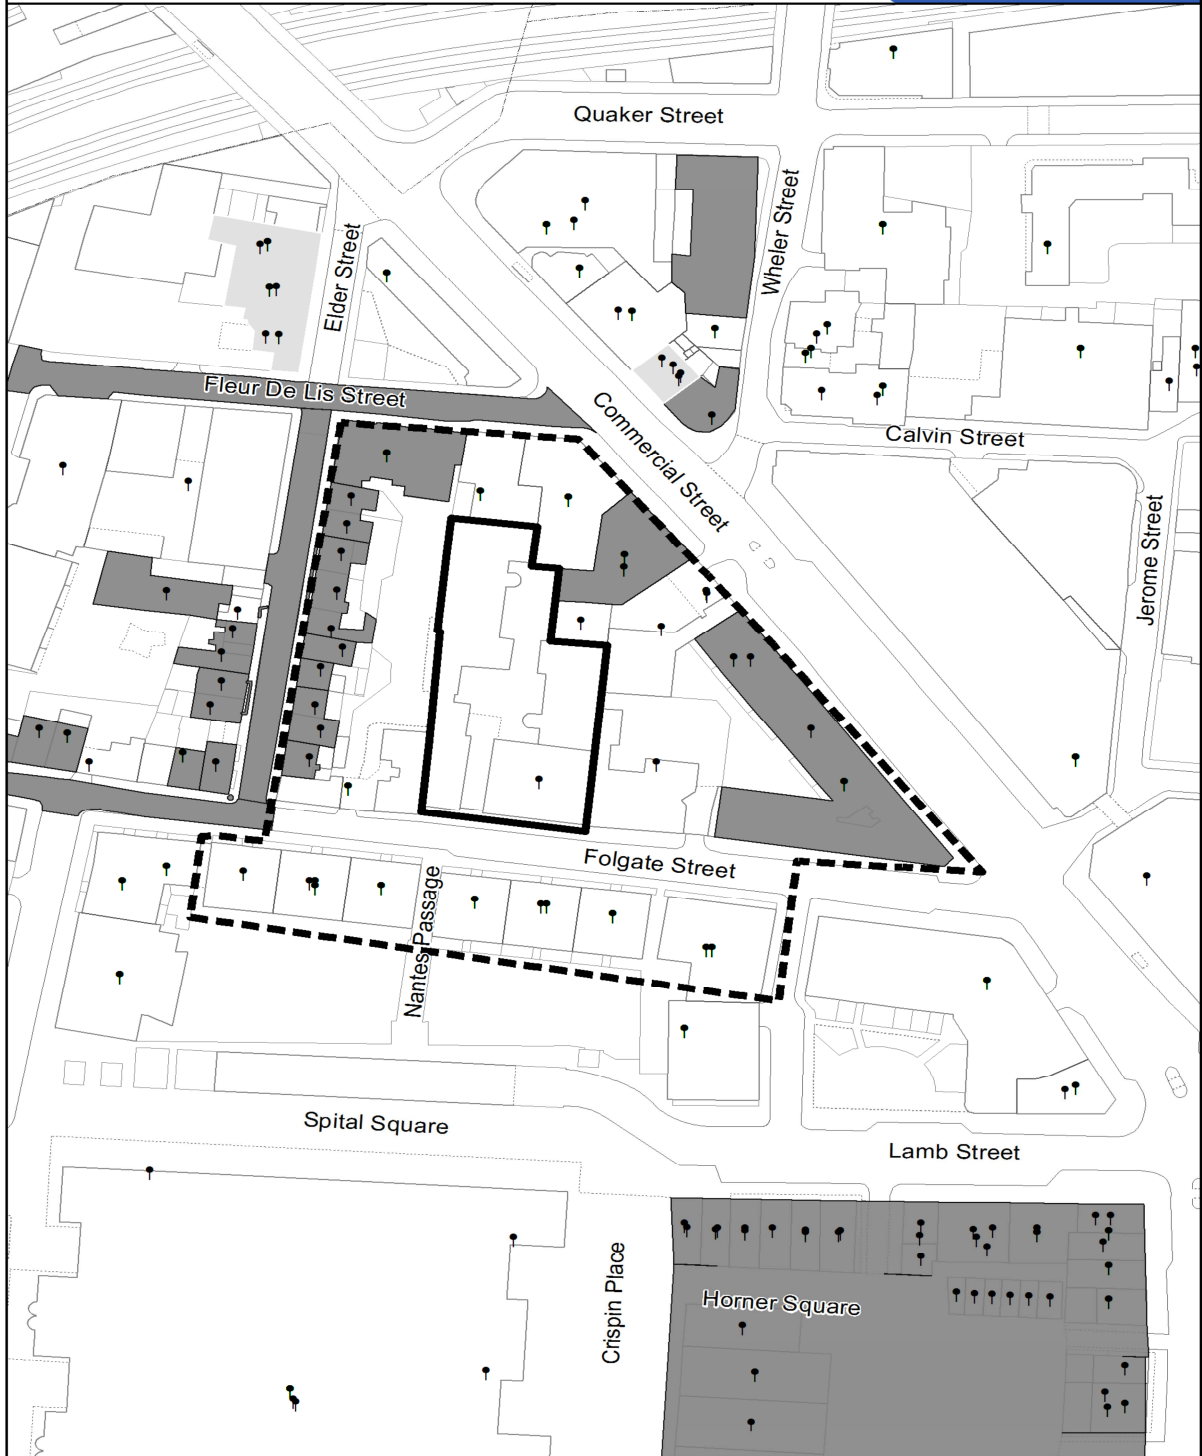 Quaker Street
Wheler Street
Elder Street
Fleur De Lis Street
Commercial Street
Calvin Street
Jerome Street
Folgate Street
Nantes Passage
Spital Square
Lamb Street
Crispin Place
Horner Square